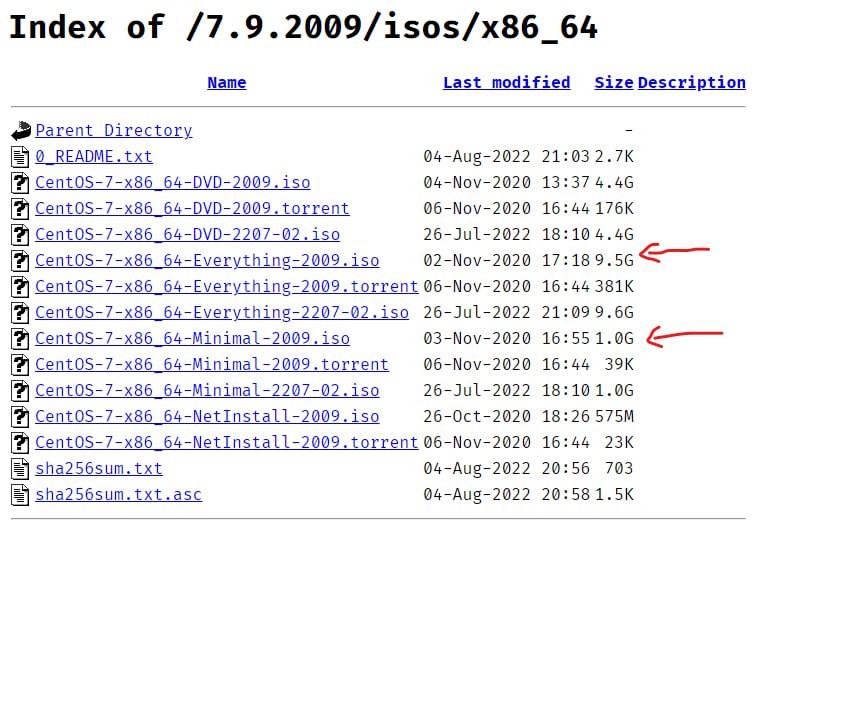 Index of /7.9.2009/isos/x86_64
Name Last modified Size Description
Parent Directory -
0_README.txt 04-Aug-2022 21:03 2.7K
CentOS-7-x86_64-DVD-2009.iso 04-Nov-2020 13:37 4.4G
CentOS-7-x86_64-DVD-2009.torrent 06-Nov-2020 16:44 176K
CentOS-7-x86_64-DVD-2207-02.iso 26-Jul-2022 18:10 4.4G
CentOS-7-x86_64-Everything-2009.iso 02-Nov-2020 17:18 9.5G
CentOS-7-x86_64-Everything-2009.torrent 06-Nov-2020 16:44 381K
CentOS-7-x86_64-Everything-2207-02.iso 26-Jul-2022 21:09 9.6G
CentOS-7-x86_64-Minimal-2009.iso 03-Nov-2020 16:55 1.0G
CentOS-7-x86_64-Minimal-2009.torrent 06-Nov-2020 16:44 39K
CentOS-7-x86_64-Minimal-2207-02.iso 26-Jul-2022 18:10 1.0G
CentOS-7-x86_64-NetInstall-2009.iso 26-Oct-2020 18:26 575M
CentOS-7-x86_64-NetInstall-2009.torrent 06-Nov-2020 16:44 23K
sha256sum.txt 04-Aug-2022 20:56 703
sha256sum.txt.asc 04-Aug-2022 20:58 1.5K